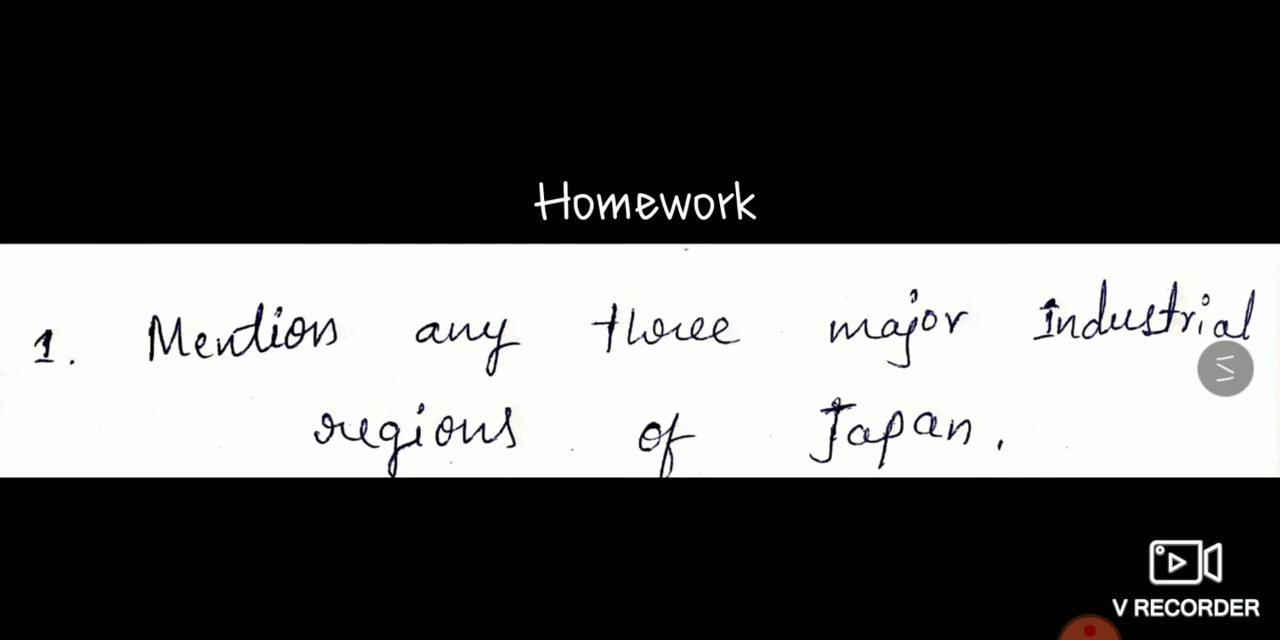 Homework
1. Mention any three major Industrial
regions of Japan.
V RECORDER